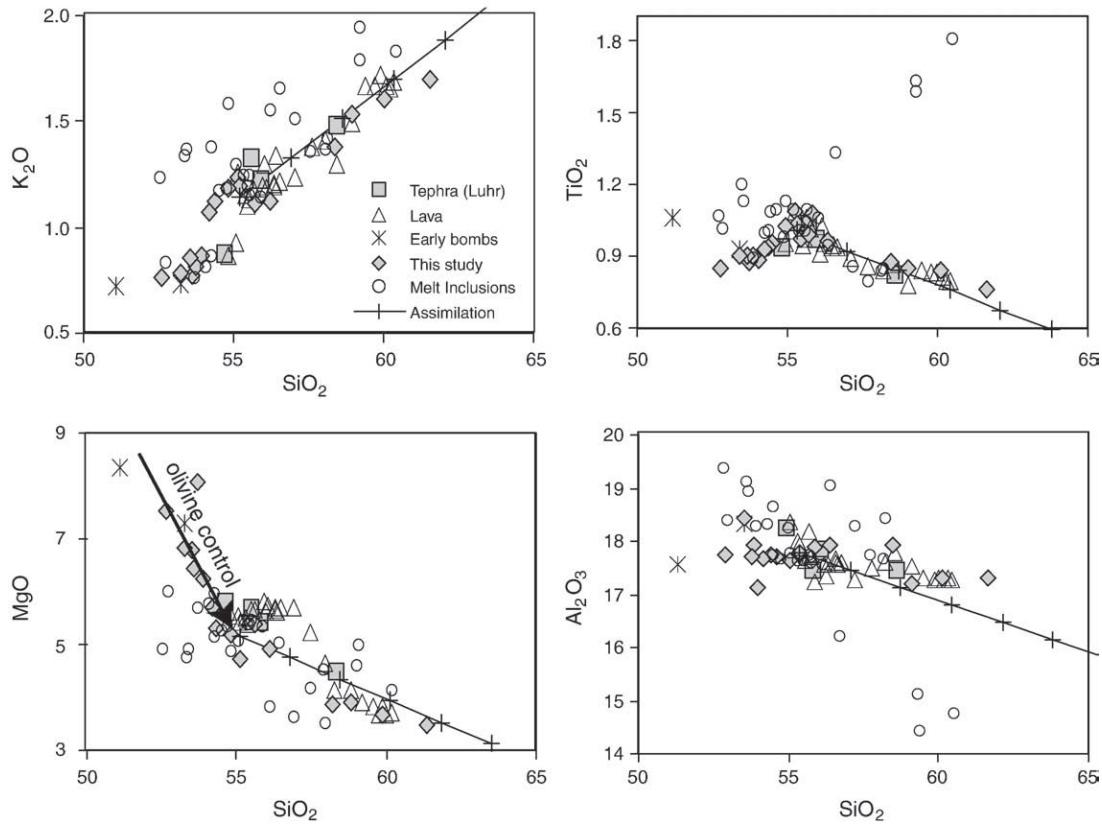 2.0
1.5
1.0
0.5
K₂O
50 55 60 65
SiO₂
Tephra (Luhr)
Lava
Early bombs
This study
Melt Inclusions
Assimilation
1.8
1.5
1.2
0.9
0.6
TiO₂
50 55 60 65
SiO₂
9
7
5
3
MgO
olivine control
50 55 60 65
SiO₂
20
19
18
17
16
15
14
Al₂O₃
50 55 60 65
SiO₂